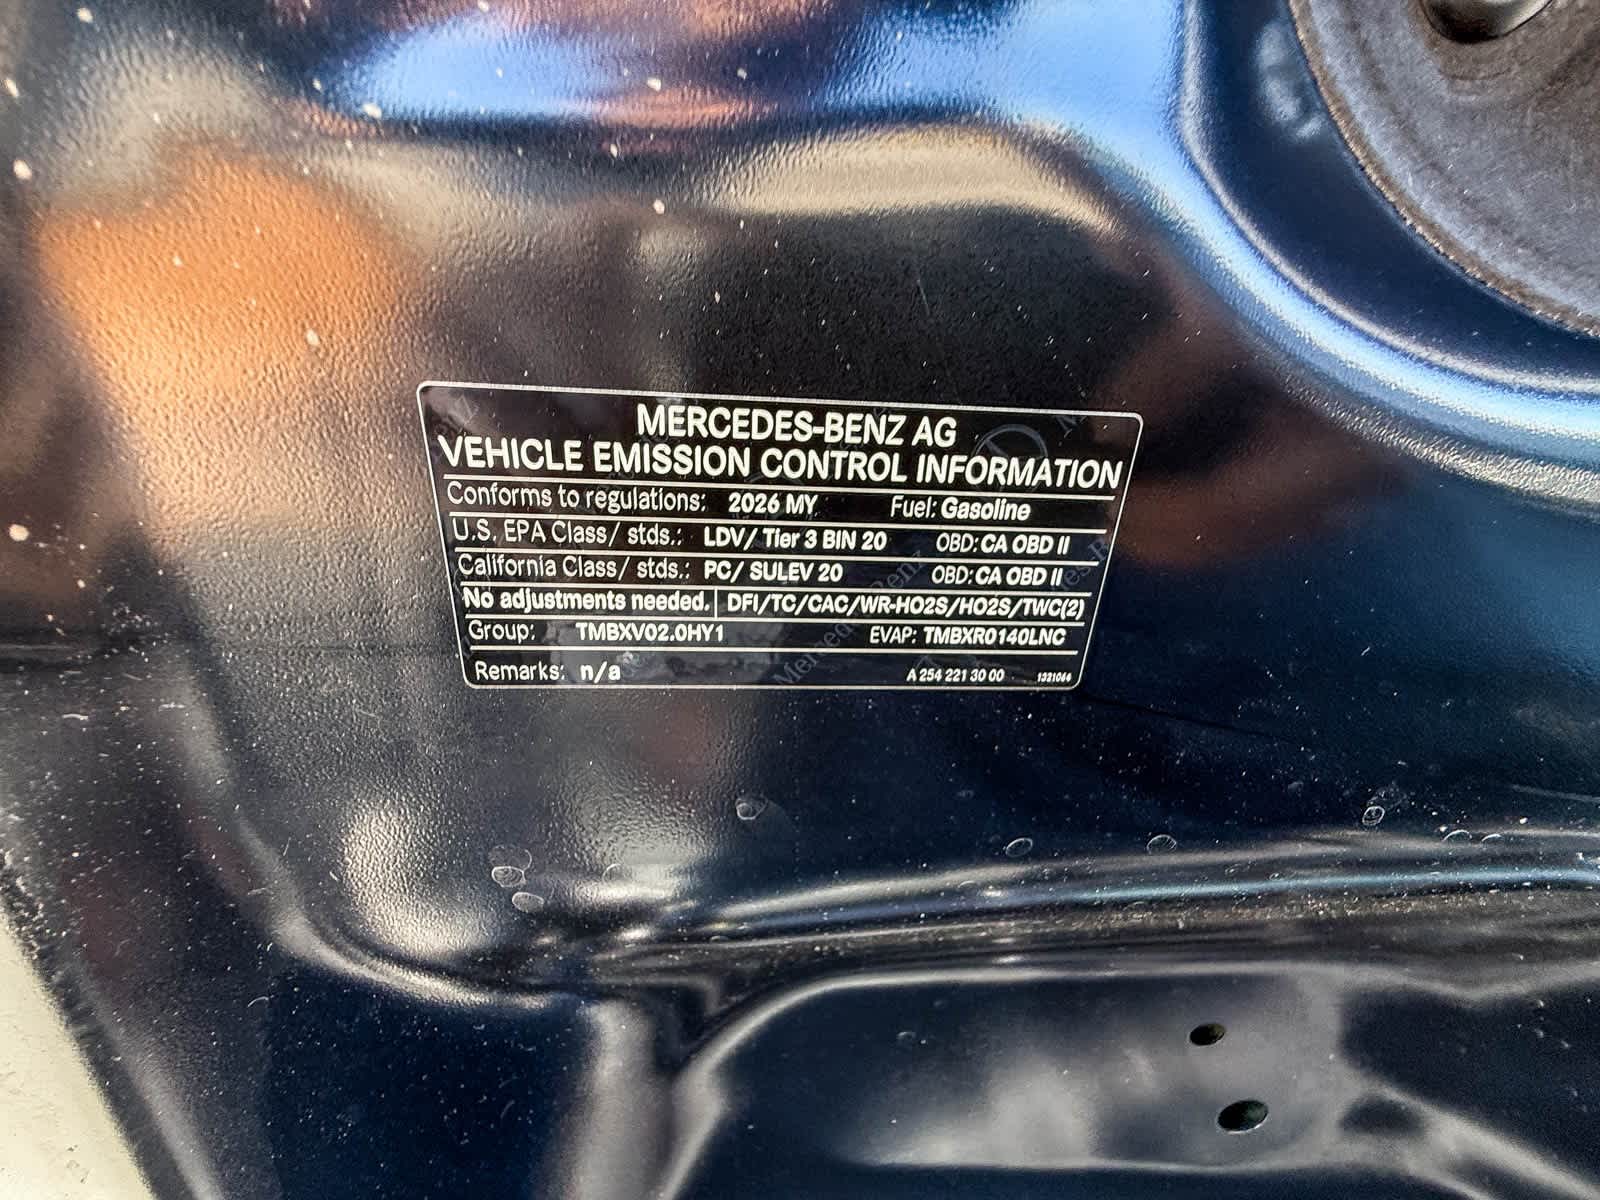 MERCEDES-BENZ AG
VEHICLE EMISSION CONTROL INFORMATION
Conforms to regulations: 2026 MY Fuel: Gasoline
U.S. EPA Class/ stds.: LDV/ Tier 3 BIN 20 OBD: CA OBD II
California Class/ stds.: PC/ SULEV 20 OBD: CA OBD II
No adjustments needed. DFI/TC/CAC/WR-HO2S/HO2S/TWC(2)
Group: TMBXV02.0HY1 EVAP: TMBXR0140LNC
Remarks: n/a A 254 221 30 00 1321064